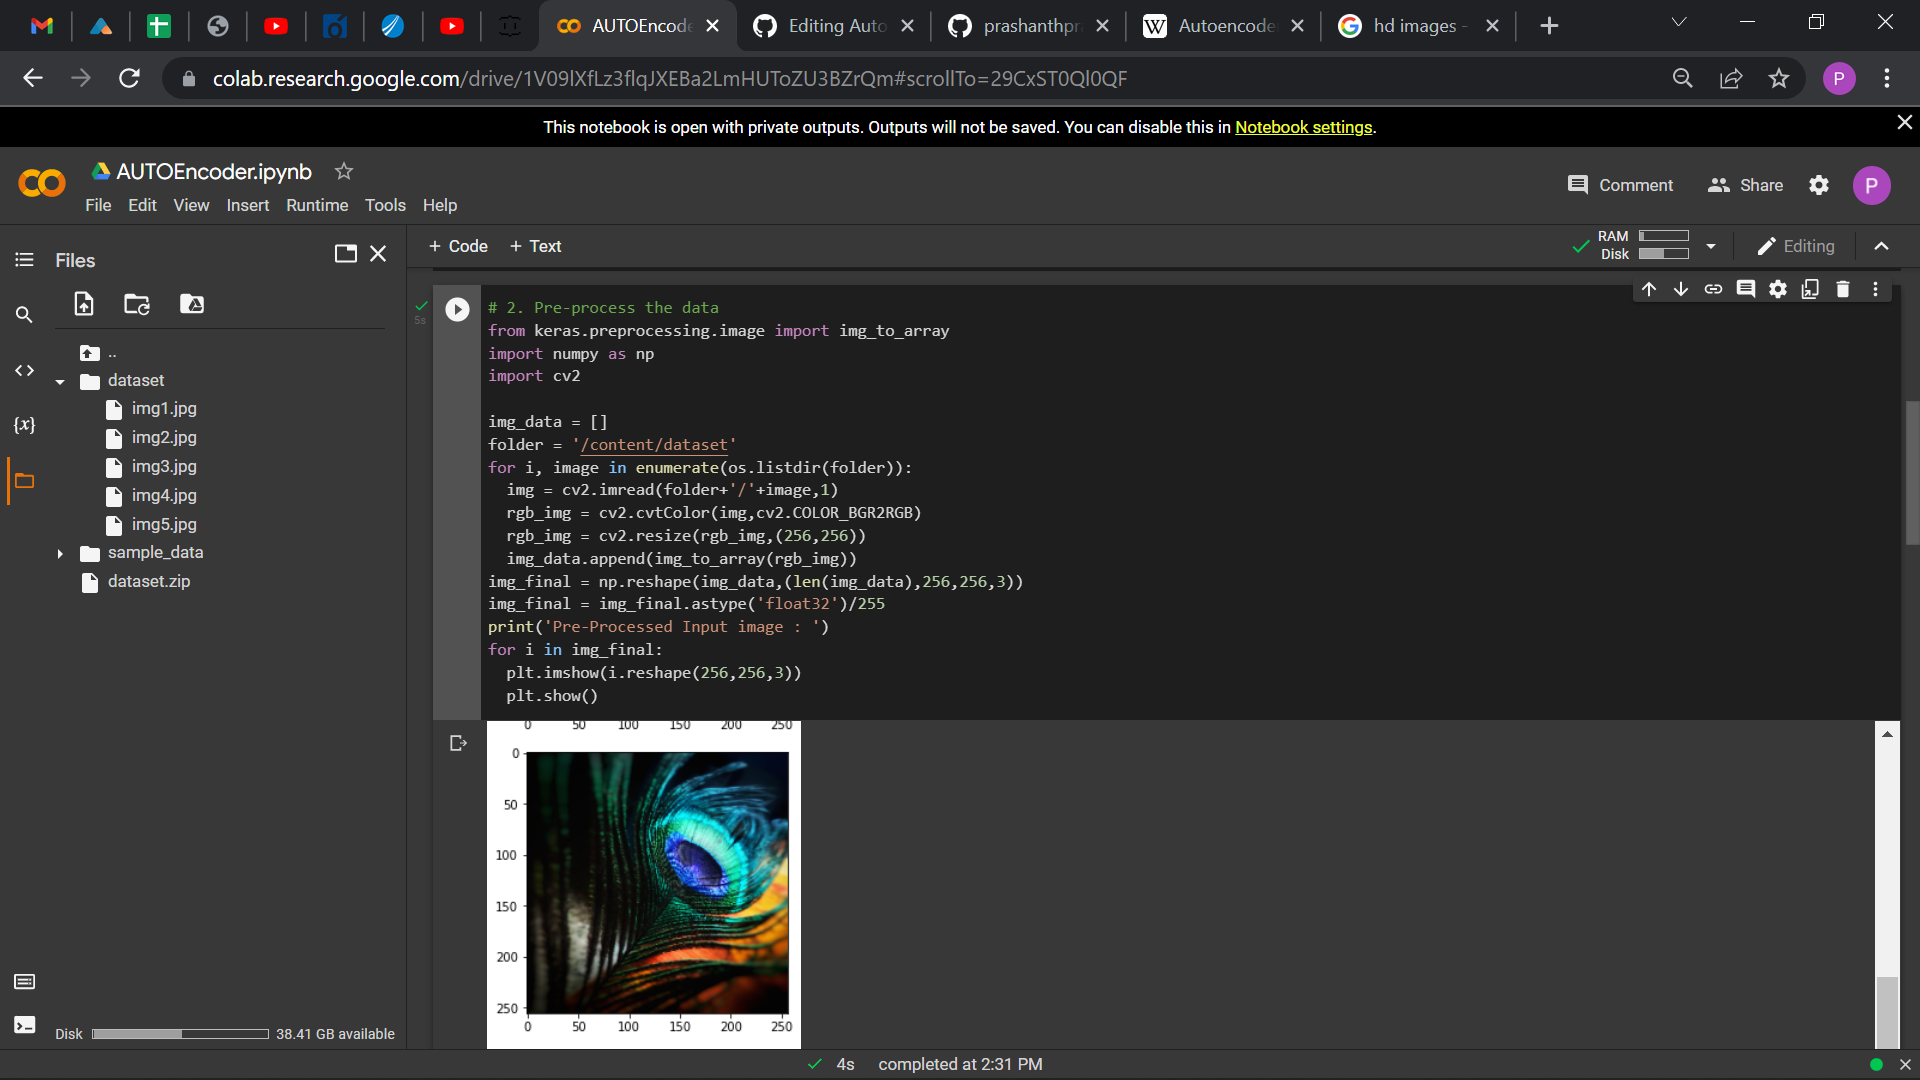 AUTOEncode
Editing Auto
prashanthpr
Autoencode
hd images -
colab.research.google.com/drive/1V09lXfLz3flqJXEBa2LmHUToZU3BZrQm#scrollTo=29CxST0Ql0QF
P
This notebook is open with private outputs. Outputs will not be saved. You can disable this in Notebook settings.
AUTOEncoder.ipynb
File Edit View Insert Runtime Tools Help
Comment
Share
P
Files
+ Code + Text
RAM
Disk
Editing
..
dataset
img1.jpg
img2.jpg
img3.jpg
img4.jpg
img5.jpg
sample_data
dataset.zip
{x}
5s
# 2. Pre-process the data
from keras.preprocessing.image import img_to_array
import numpy as np
import cv2
img_data = []
folder = '/content/dataset'
for i, image in enumerate(os.listdir(folder)):
img = cv2.imread(folder+'/'+image,1)
rgb_img = cv2.cvtColor(img,cv2.COLOR_BGR2RGB)
rgb_img = cv2.resize(rgb_img,(256,256))
img_data.append(img_to_array(rgb_img))
img_final = np.reshape(img_data,(len(img_data),256,256,3))
img_final = img_final.astype('float32')/255
print('Pre-Processed Input image : ')
for i in img_final:
plt.imshow(i.reshape(256,256,3))
plt.show()
0 50 100 150 200 250
0
50
100
150
200
250
0 50 100 150 200 250
Disk 38.41 GB available
4s completed at 2:31 PM